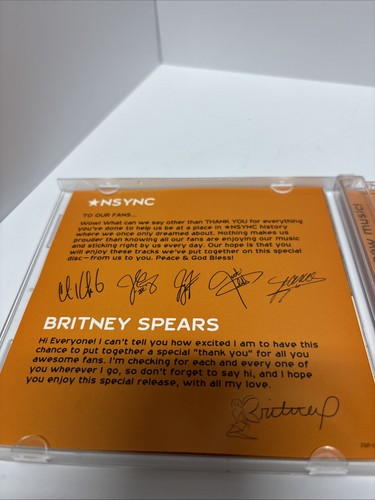 ★NSYNC
TO OUR FANS...
Wow! What can we say other than THANK YOU for everything
you've done to help us be at a place in ★NSYNC history
where we once only dreamed about. Nothing makes us
prouder than knowing all our fans are enjoying our music
and sticking right by us every day. Our hope is that you
will enjoy these tracks we've put together on this special
disc—from us to you. Peace & God Bless!
BRITNEY SPEARS
Hi Everyone! I can't tell you how excited I am to have this
chance to put together a special "thank you" for all you
awesome fans. I'm checking for each and every one of
you wherever I go, so don't forget to say hi, and I hope
you enjoy this special release, with all my love.
Britney
music!